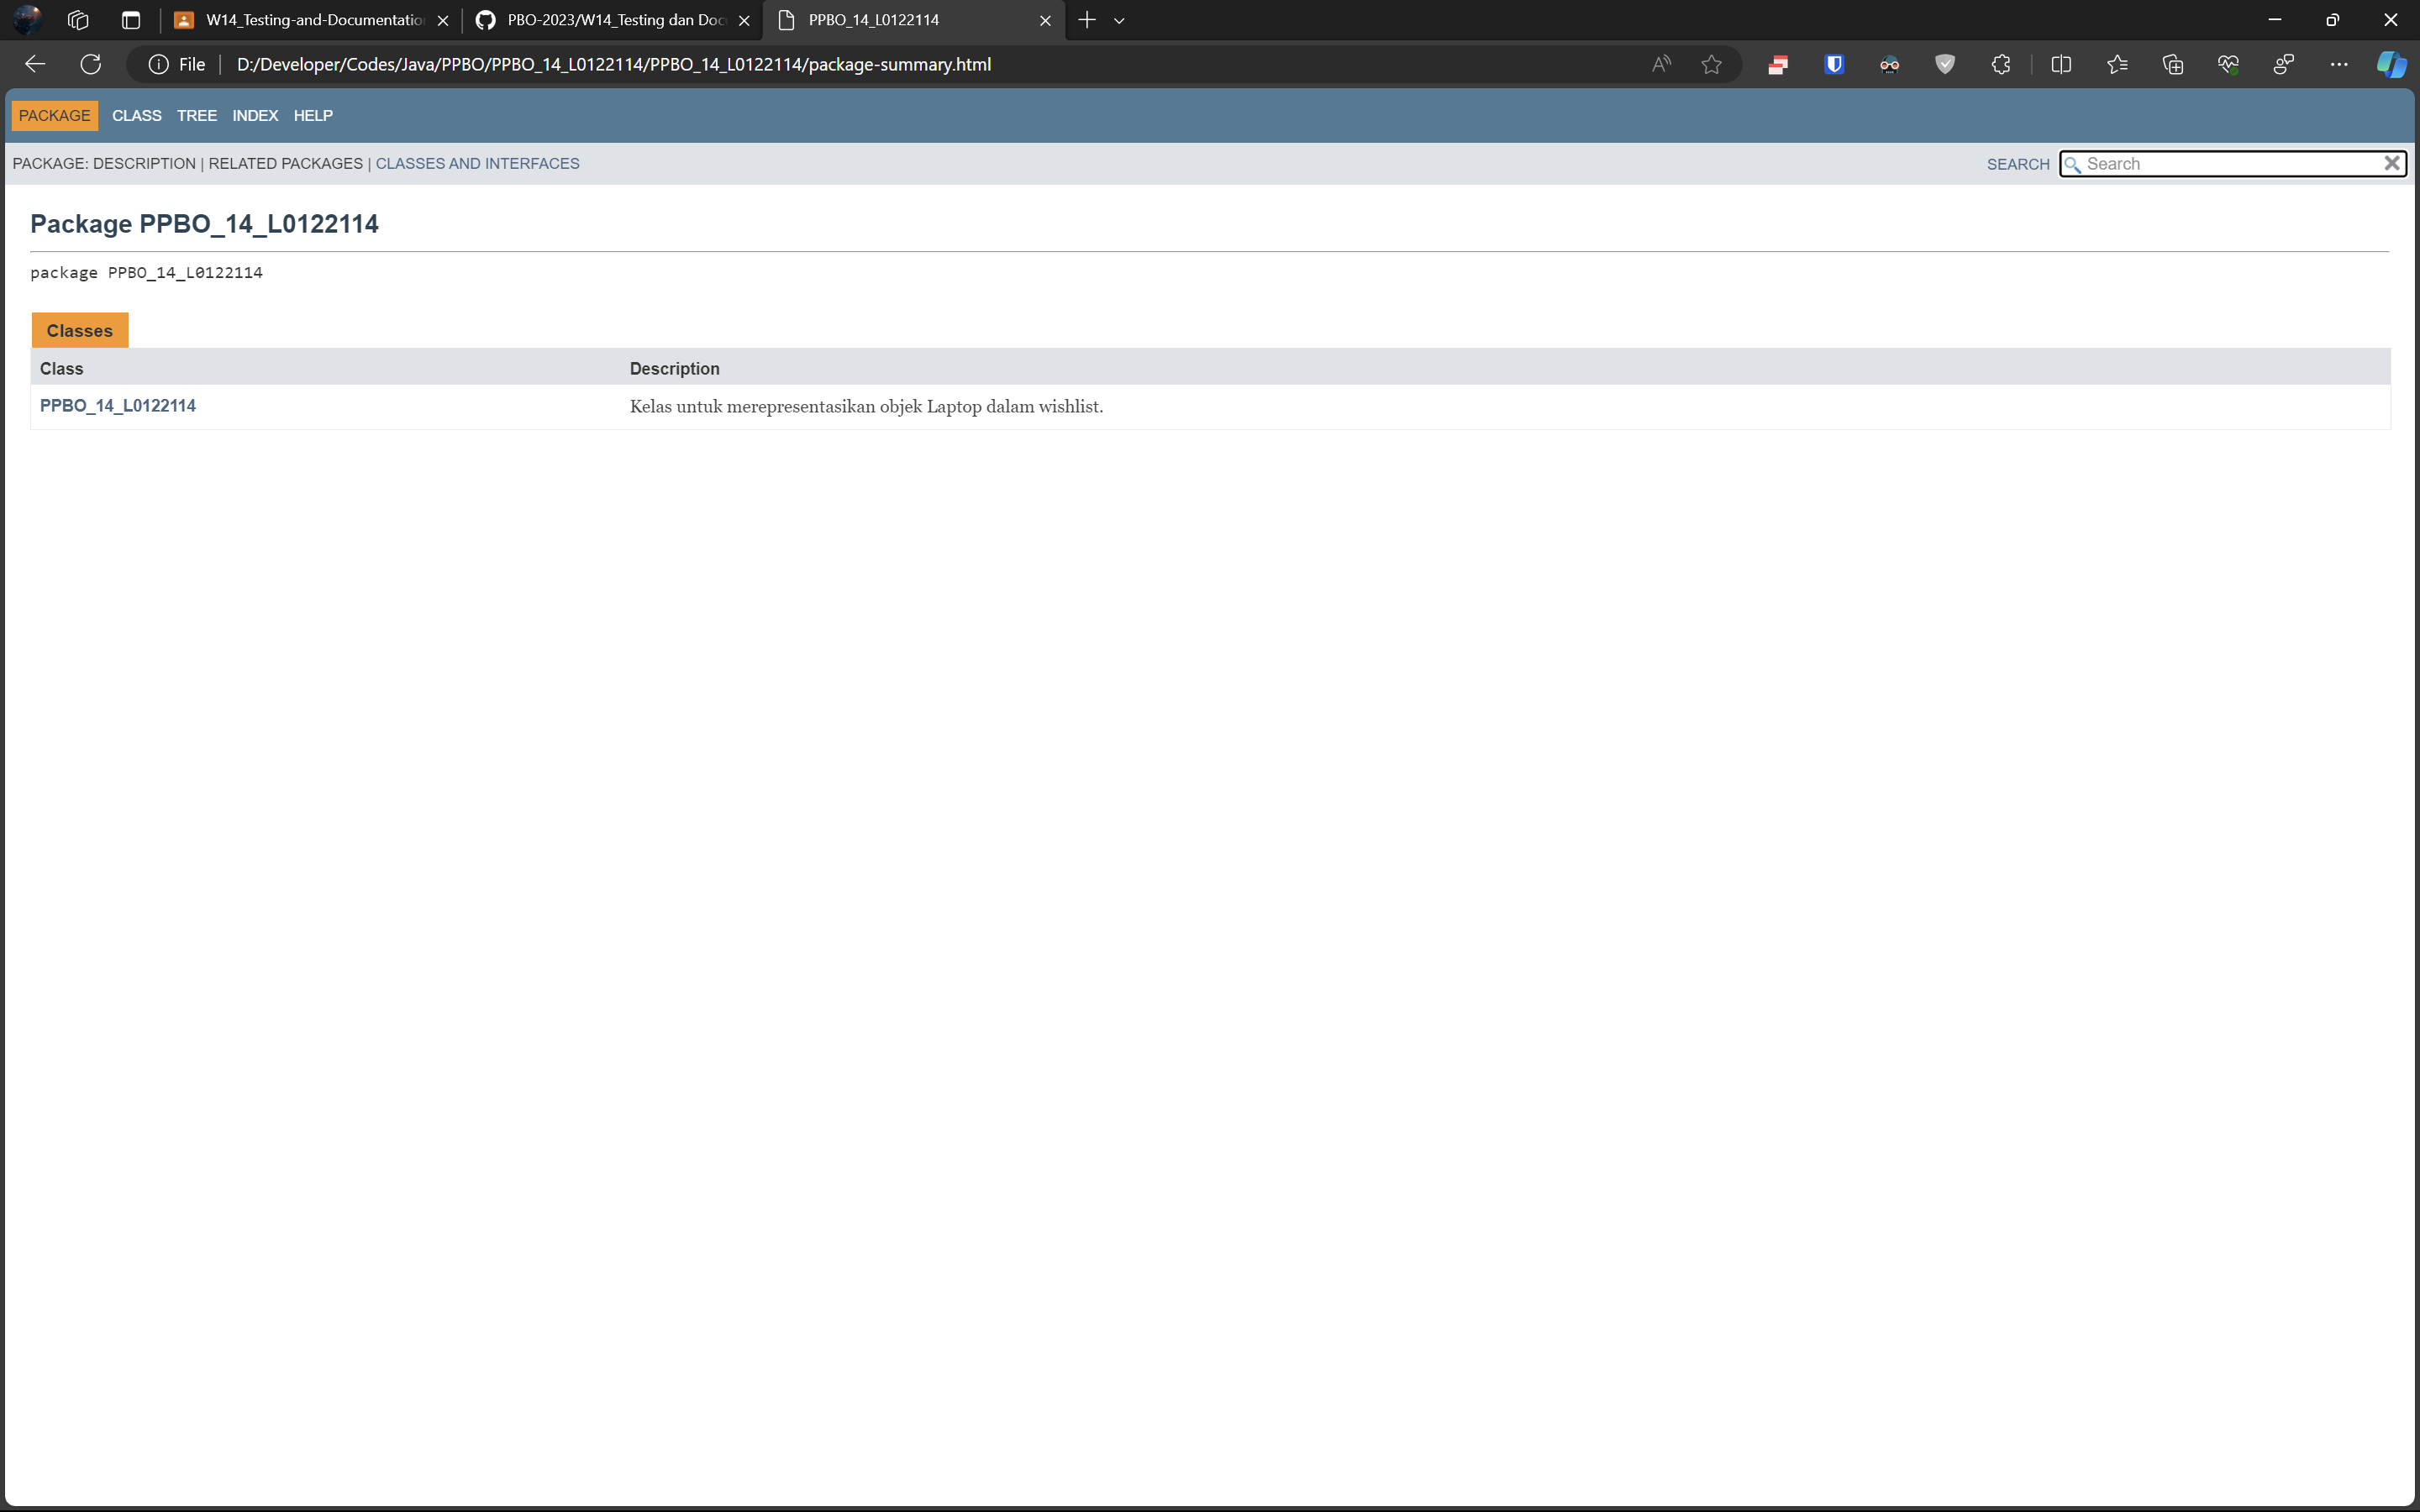 W14_Testing-and-Documentatio
PBO-2023/W14_Testing dan Doc
PPBO_14_L0122114
File
D:/Developer/Codes/Java/PPBO/PPBO_14_L0122114/PPBO_14_L0122114/package-summary.html
PACKAGE CLASS TREE INDEX HELP
PACKAGE: DESCRIPTION | RELATED PACKAGES | CLASSES AND INTERFACES
SEARCH Search
Package PPBO_14_L0122114
package PPBO_14_L0122114
Classes
Class Description
PPBO_14_L0122114 Kelas untuk merepresentasikan objek Laptop dalam wishlist.